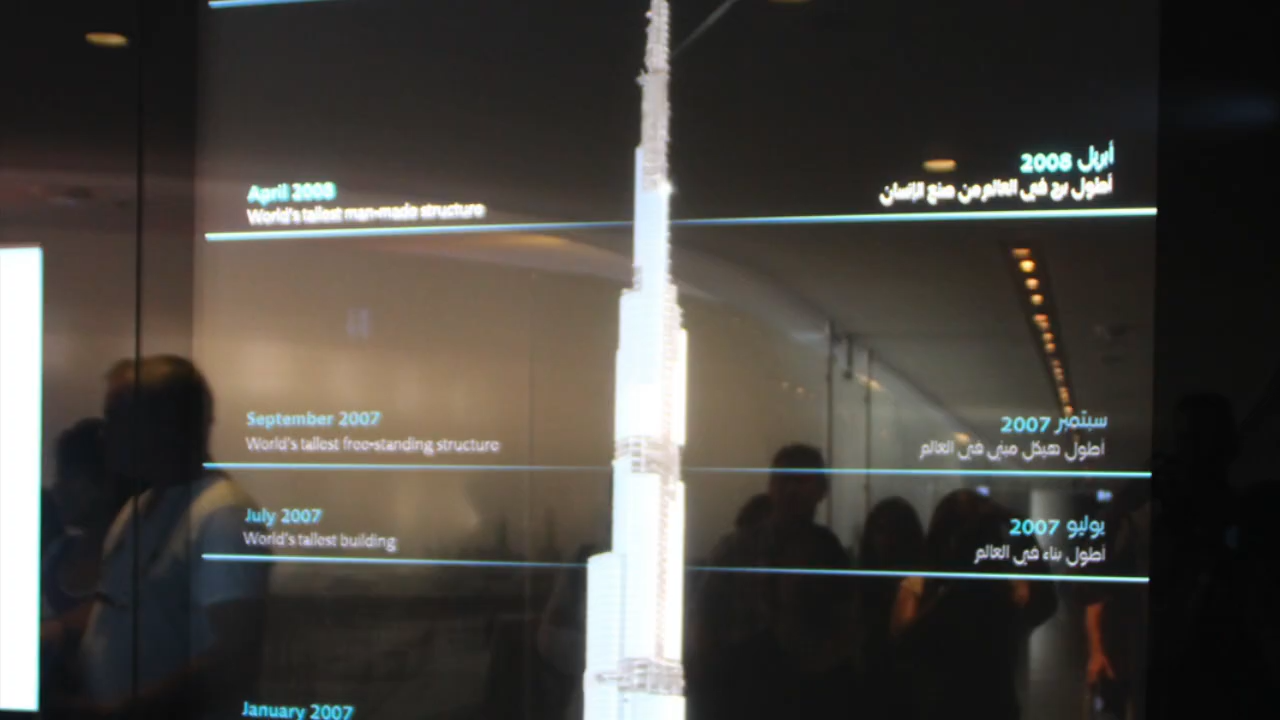 April 2008
World's tallest man-made structure
أبريل 2008
أطول برج في العالم من صنع الإنسان
September 2007
World's tallest free-standing structure
سبتمبر 2007
أطول هيكل مبني في العالم
July 2007
World's tallest building
يوليو 2007
أطول بناء في العالم
January 2007